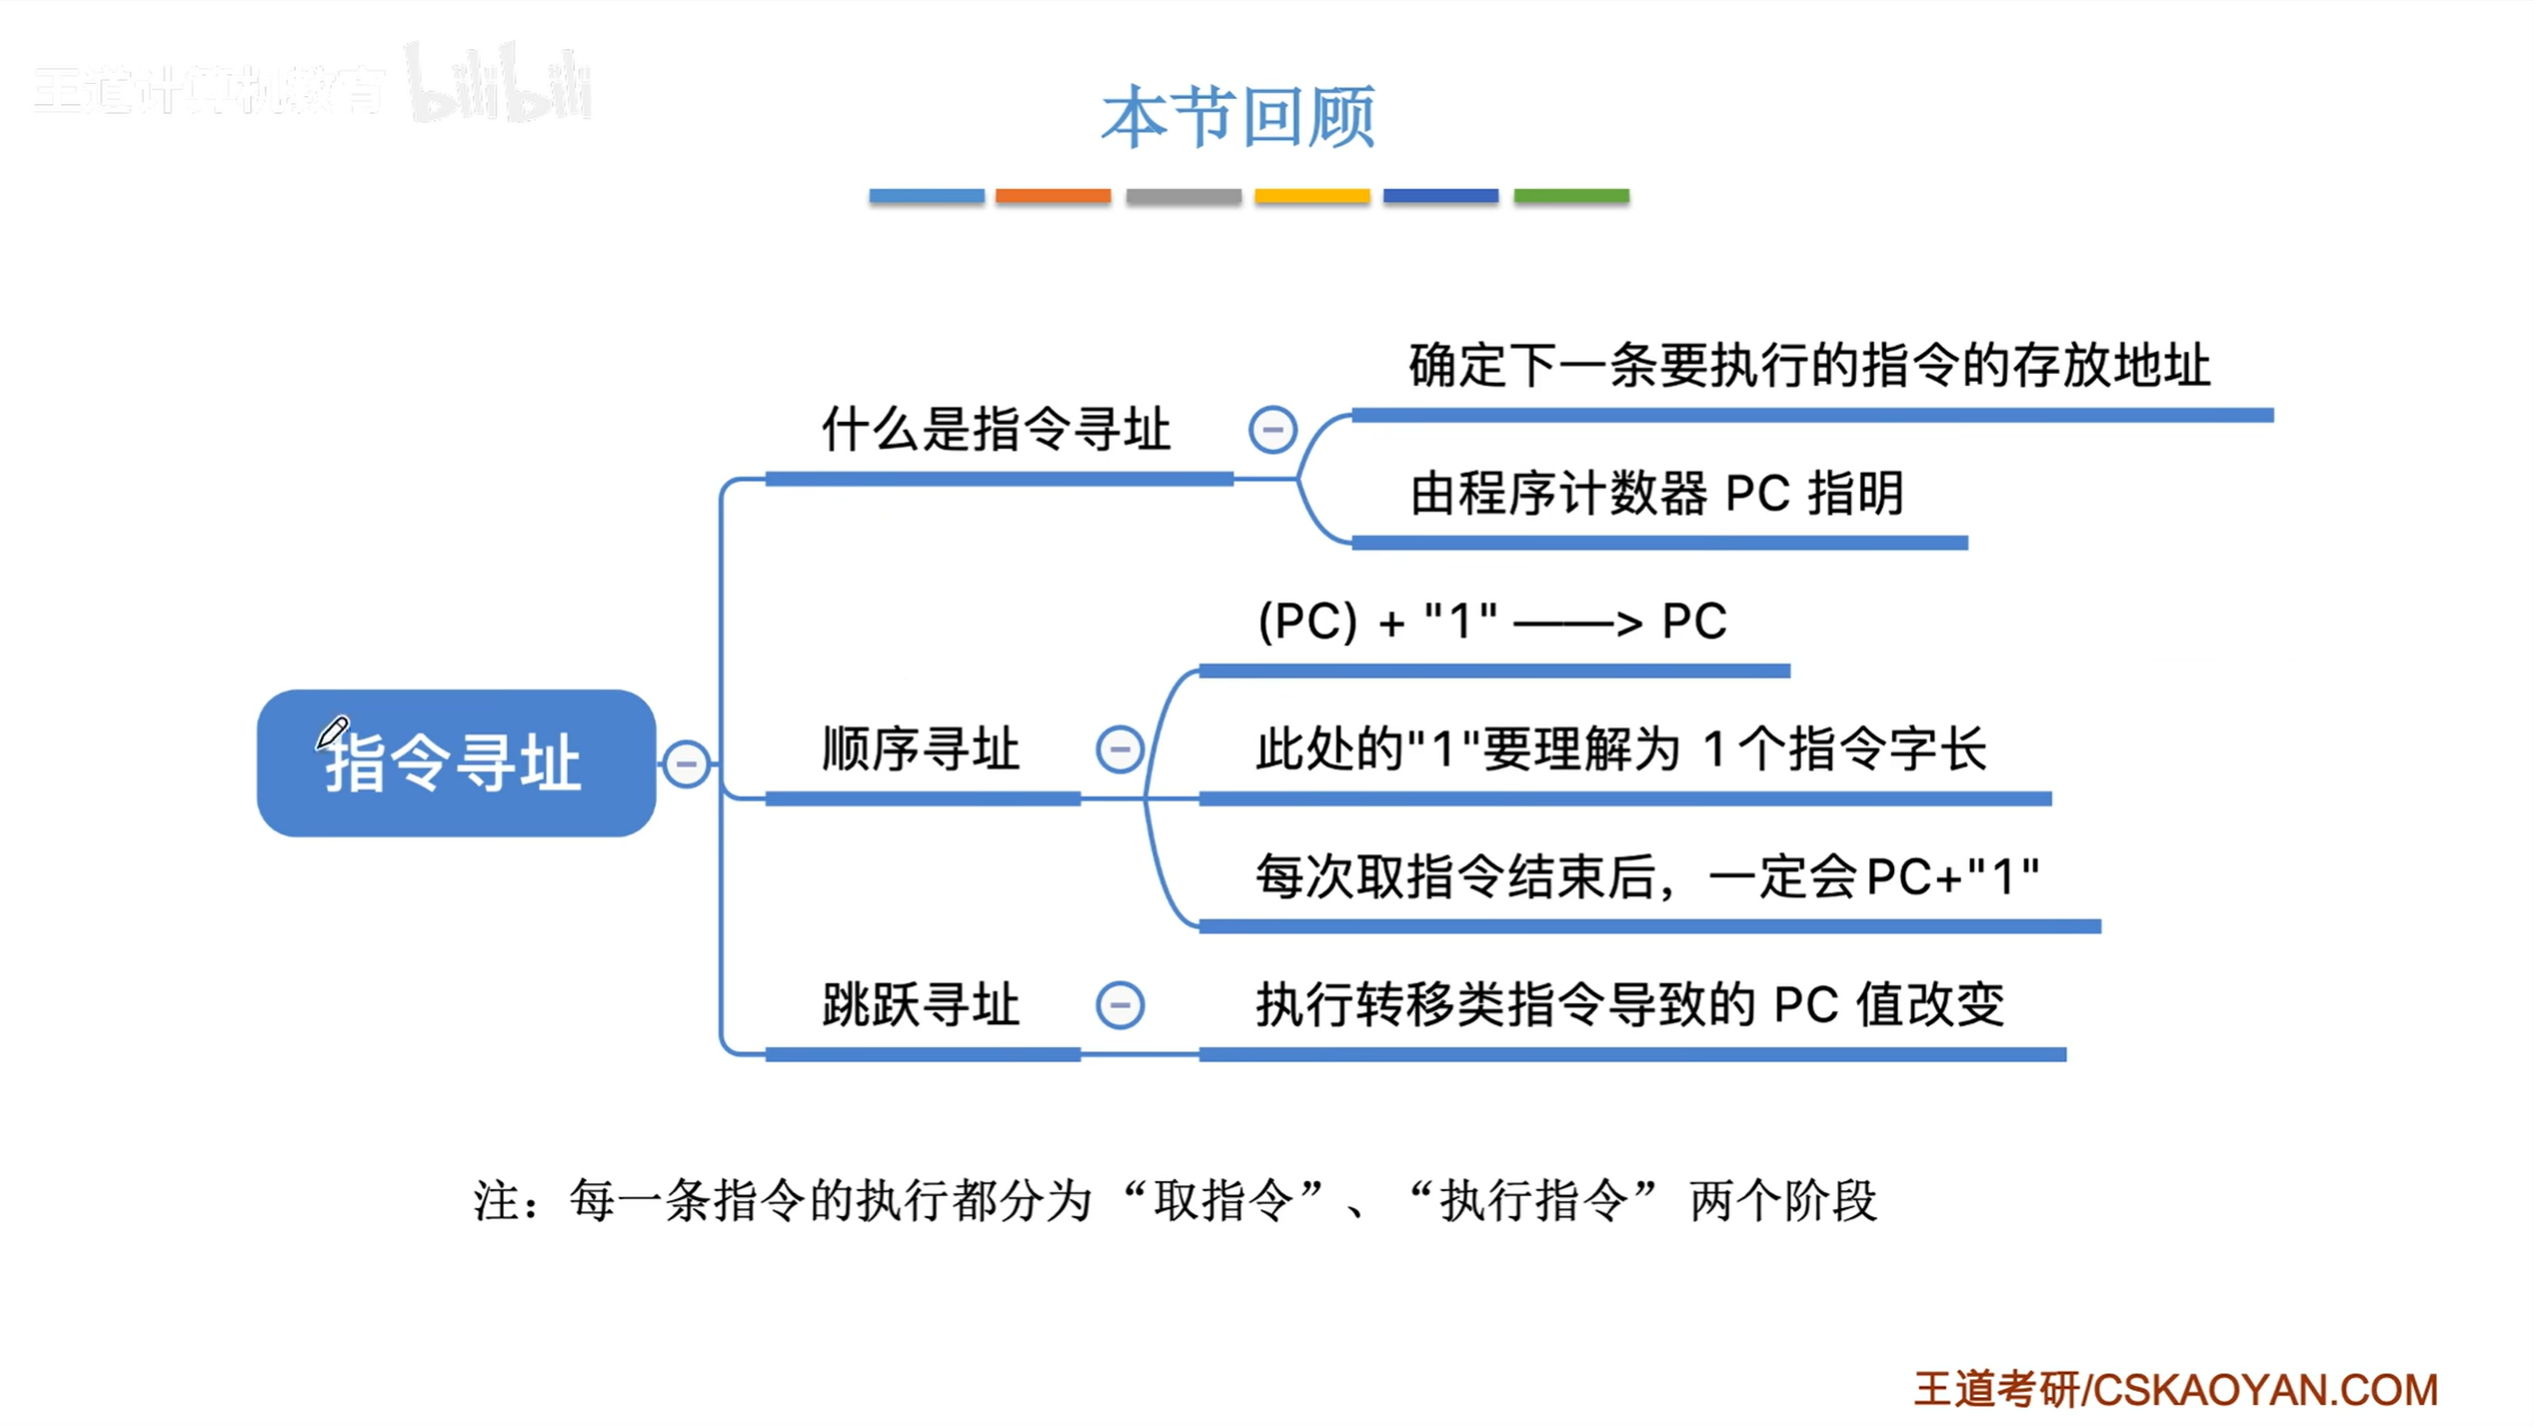 王道计算机教育 bilibili
本节回顾
确定下一条要执行的指令的存放地址
什么是指令寻址
由程序计数器 PC 指明
(PC) + "1" ——> PC
指令寻址
顺序寻址
此处的"1"要理解为 1个指令字长
每次取指令结束后，一定会PC+"1"
跳跃寻址
执行转移类指令导致的 PC 值改变
注：每一条指令的执行都分为“取指令”、“执行指令”两个阶段
王道考研/CSKAOYAN.COM